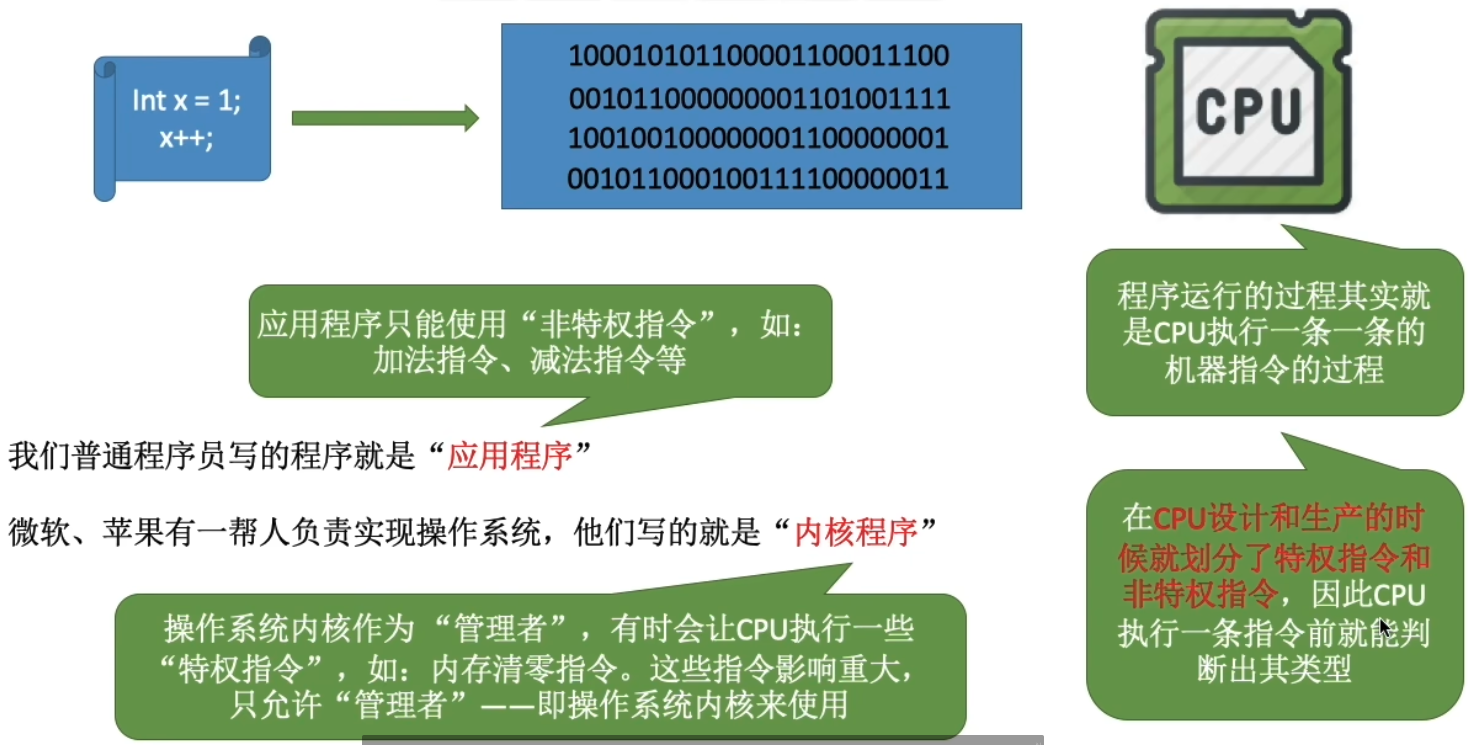 Int x = 1;
x++;
100010101100001100011100
0010110000000001101001111
1001001000000001100000001
0010110001001111100000011
CPU
程序运行的过程其实就
是CPU执行一条一条的
机器指令的过程
应用程序只能使用“非特权指令”，如：
加法指令、减法指令等
我们普通程序员写的程序就是“应用程序”
微软、苹果有一帮人负责实现操作系统，他们写的就是“内核程序”
在CPU设计和生产的时
候就划分了特权指令和
非特权指令，因此CPU
执行一条指令前就能判
断出其类型
操作系统内核作为 “管理者”，有时会让CPU执行一些
“特权指令”，如：内存清零指令。这些指令影响重大，
只允许“管理者”——即操作系统内核来使用